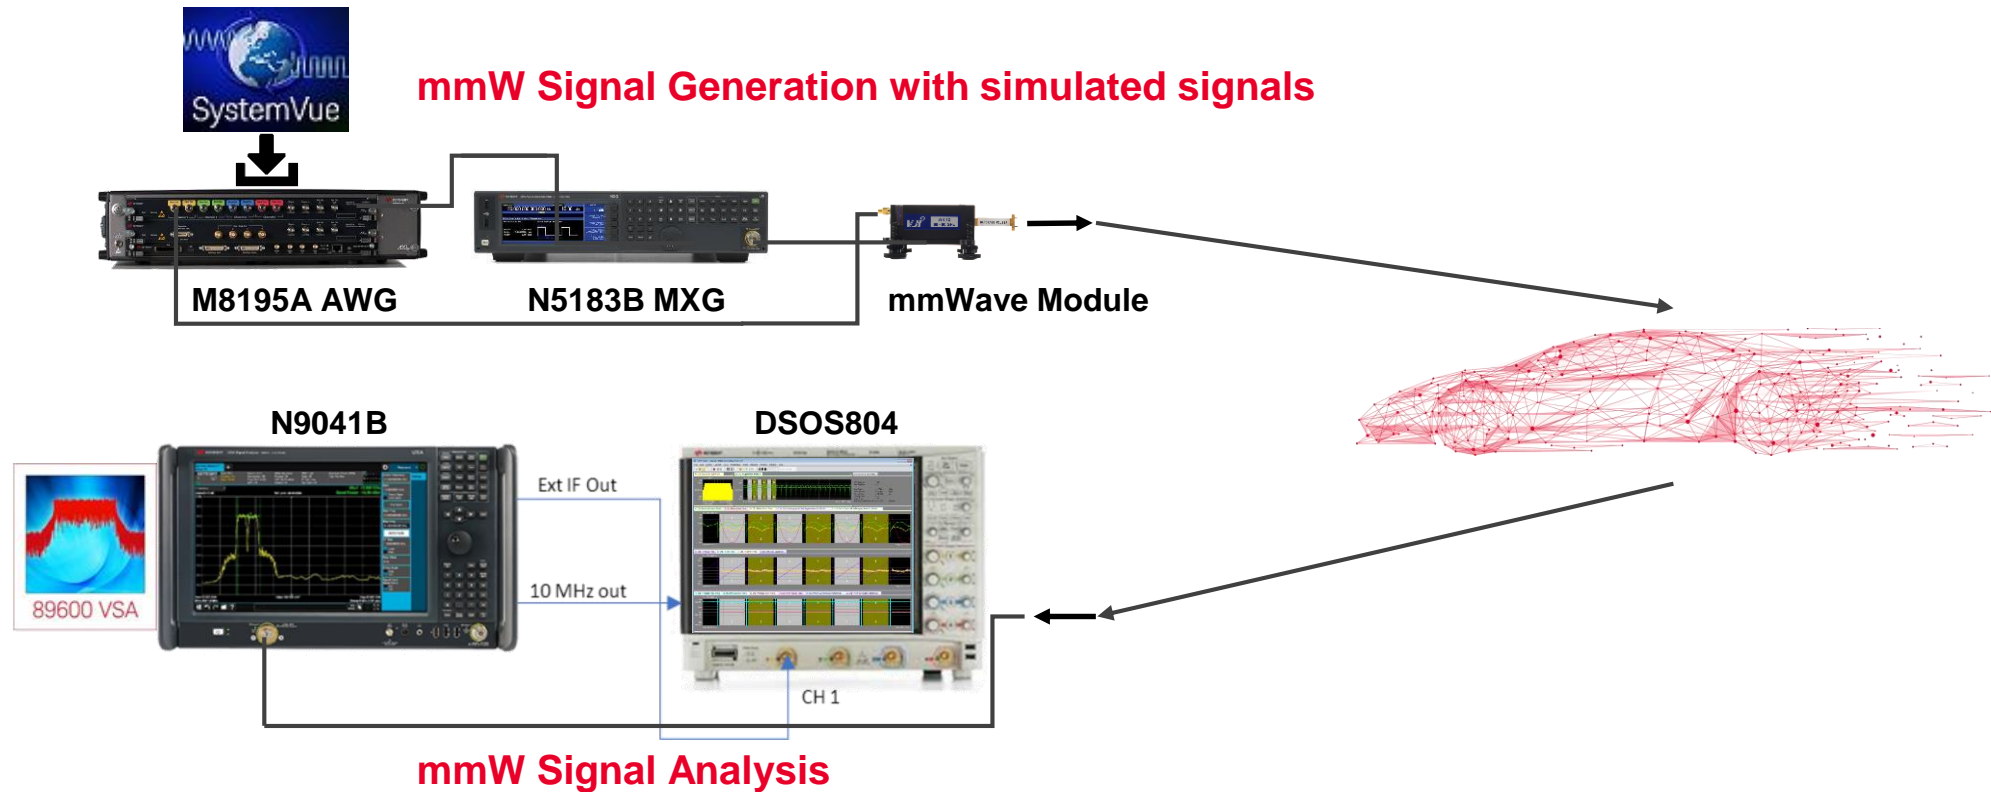 SystemVue
mmW Signal Generation with simulated signals
M8195A AWG
N5183B MXG
mmWave Module
N9041B
DSOS804
Ext IF Out
10 MHz out
89600 VSA
CH 1
mmW Signal Analysis